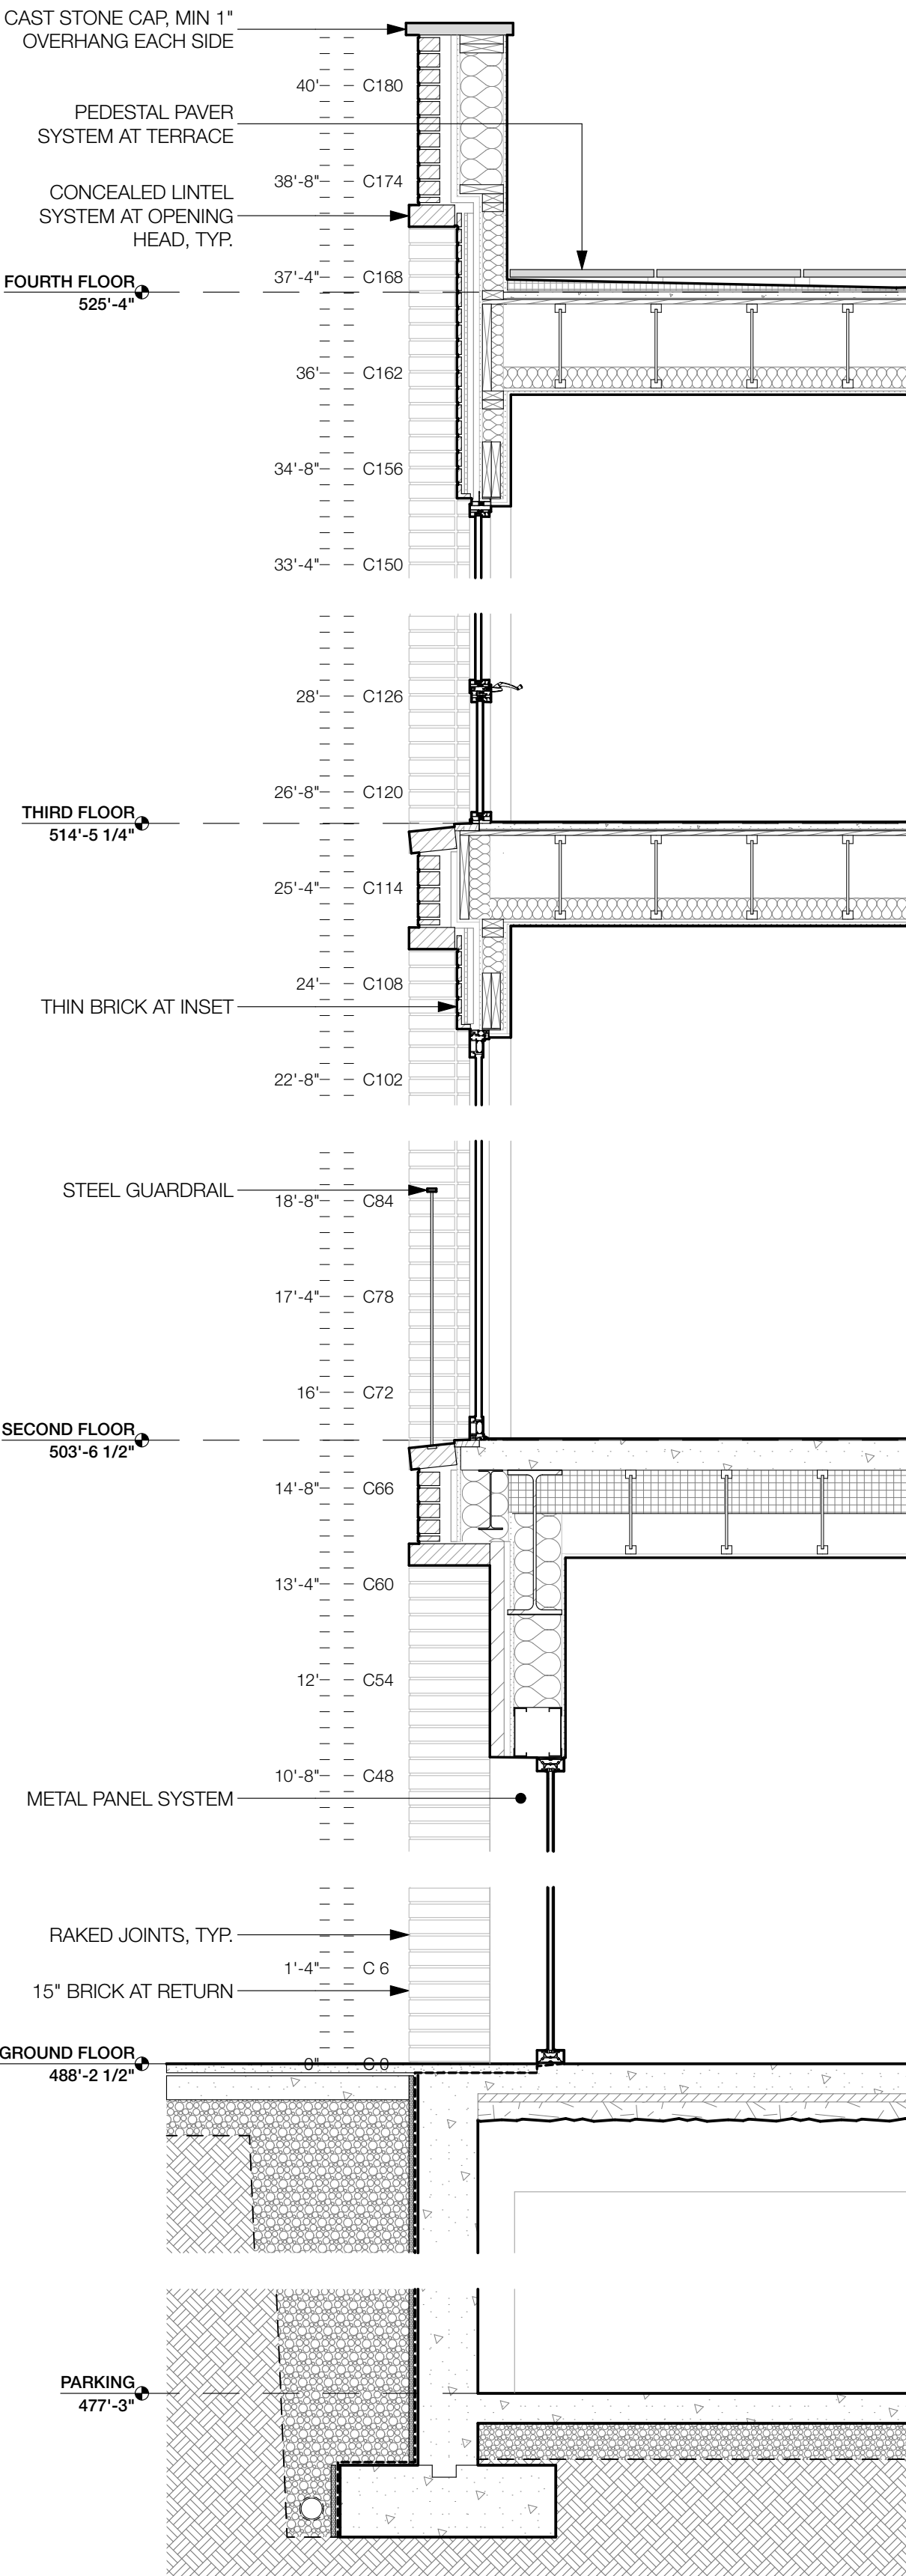 CAST STONE CAP, MIN 1"
OVERHANG EACH SIDE
40' C180
PEDESTAL PAVER
SYSTEM AT TERRACE
38'-8" C174
CONCEALED LINTEL
SYSTEM AT OPENING
HEAD, TYP.
37'-4" C168
FOURTH FLOOR
525'-4"
36' C162
34'-8" C156
33'-4" C150
28' C126
26'-8" C120
THIRD FLOOR
514'-5 1/4"
25'-4" C114
24' C108
THIN BRICK AT INSET
22'-8" C102
STEEL GUARDRAIL
18'-8" C84
17'-4" C78
16' C72
SECOND FLOOR
503'-6 1/2"
14'-8" C66
13'-4" C60
12' C54
10'-8" C48
METAL PANEL SYSTEM
RAKED JOINTS, TYP.
1'-4" C 6
15" BRICK AT RETURN
GROUND FLOOR
0" C 0
488'-2 1/2"
PARKING
477'-3"